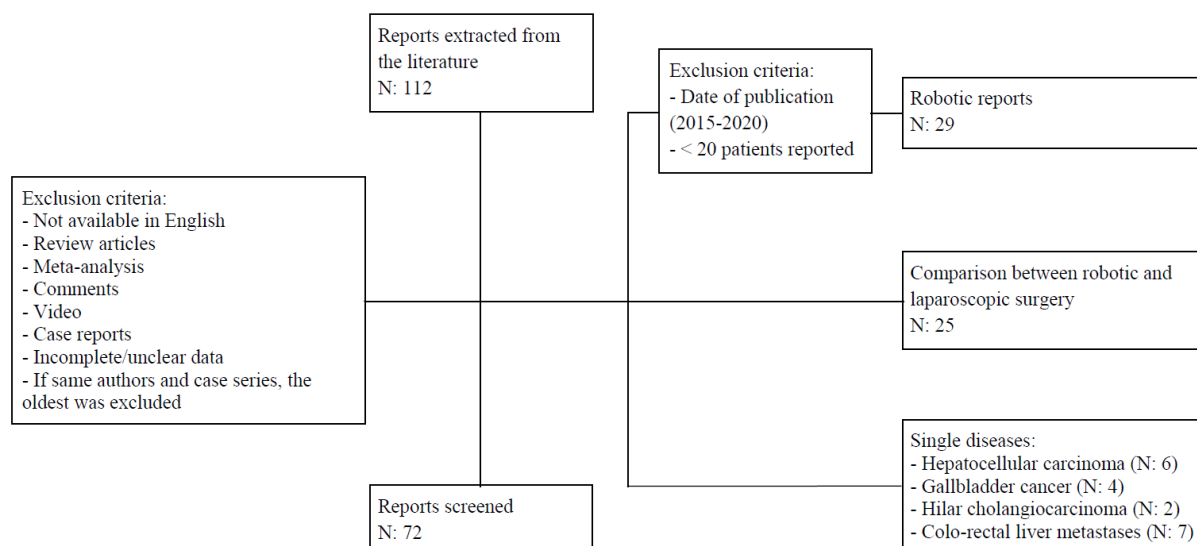 Reports extracted from
the literature
N: 112
Exclusion criteria:
- Date of publication
(2015-2020)
- < 20 patients reported
Robotic reports
N: 29
Exclusion criteria:
- Not available in English
- Review articles
- Meta-analysis
- Comments
- Video
- Case reports
- Incomplete/unclear data
- If same authors and case series, the
oldest was excluded
Comparison between robotic and
laparoscopic surgery
N: 25
Reports screened
N: 72
Single diseases:
- Hepatocellular carcinoma (N: 6)
- Gallbladder cancer (N: 4)
- Hilar cholangiocarcinoma (N: 2)
- Colo-rectal liver metastases (N: 7)